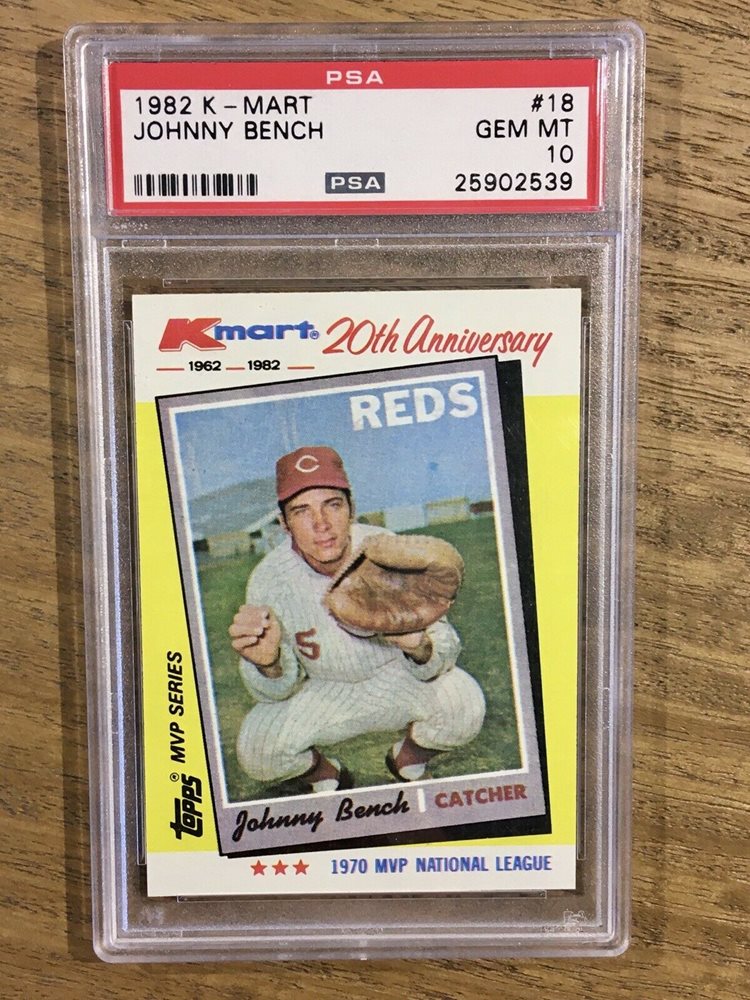 PSA
1982 K-MART #18
JOHNNY BENCH GEM MT
10
PSA 25902539
Kmart® 20th Anniversary
1962 — 1982
REDS
C
5
Topps® MVP SERIES
Johnny Bench | CATCHER
1970 MVP NATIONAL LEAGUE